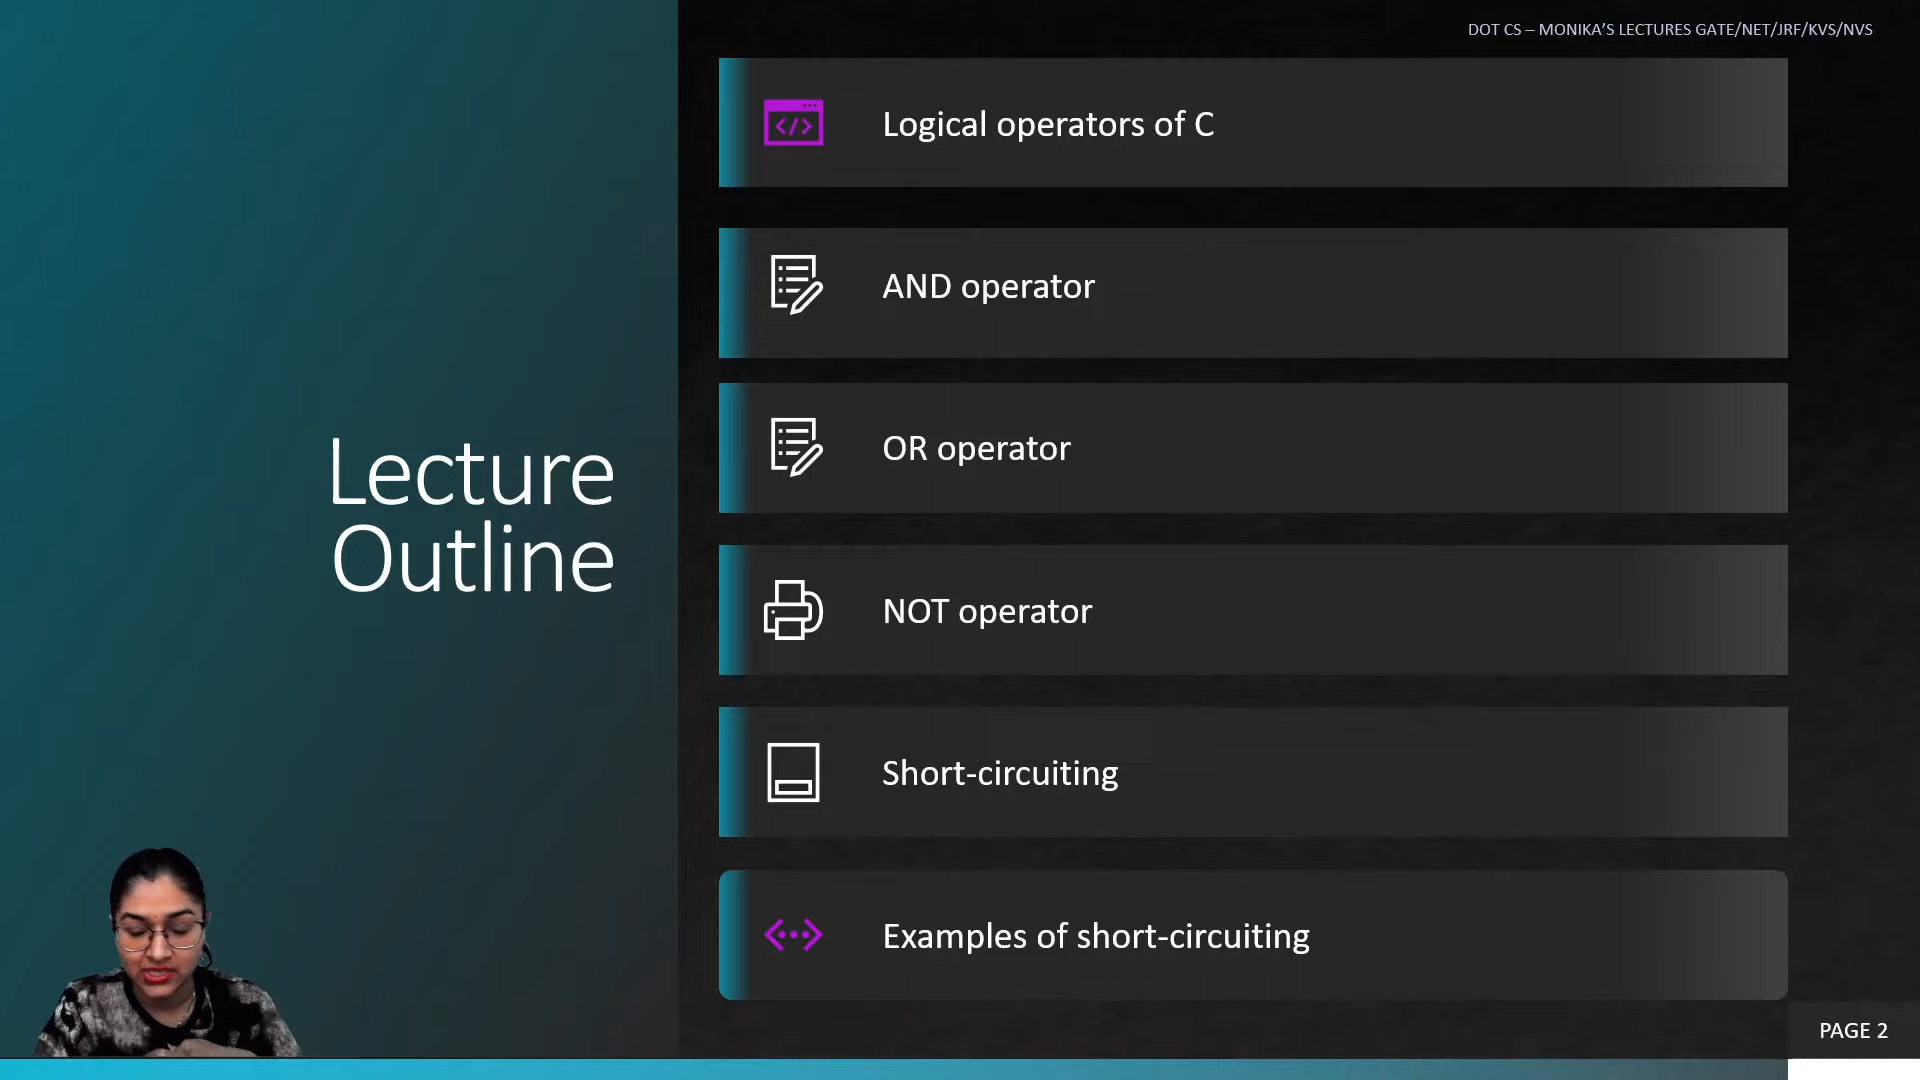 DOT CS – MONIKA’S LECTURES GATE/NET/JRF/KVS/NVS
Lecture
Outline
Logical operators of C
AND operator
OR operator
NOT operator
Short-circuiting
Examples of short-circuiting
PAGE 2